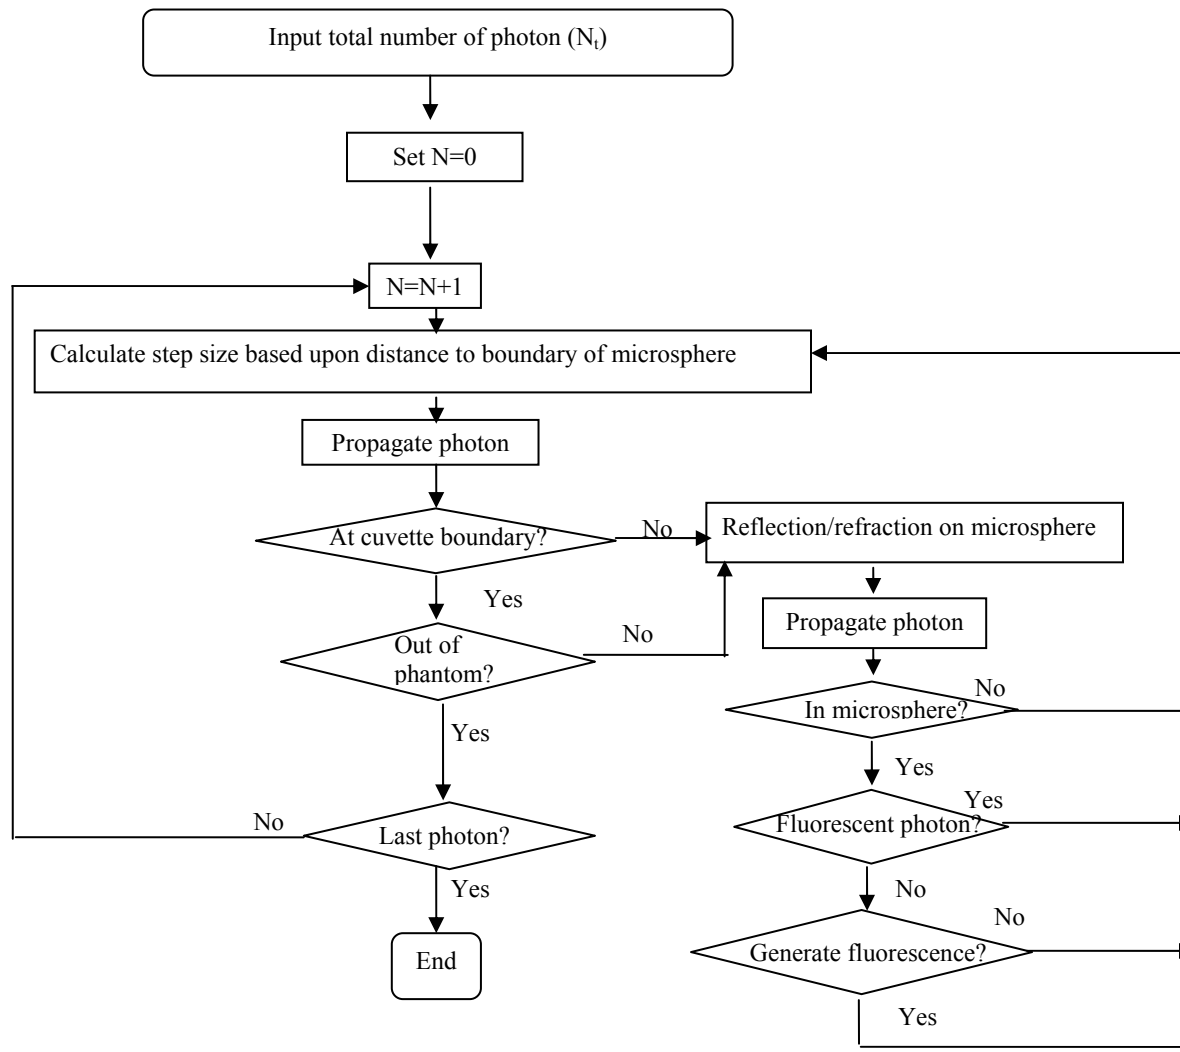 Input total number of photon (Nt)
Set N=0
N=N+1
Calculate step size based upon distance to boundary of microsphere
Propagate photon
At cuvette boundary?
No
Reflection/refraction on microsphere
Yes
Propagate photon
Out of
phantom?
No
In microsphere?
No
Yes
Yes
Fluorescent photon?
Yes
No
Last photon?
No
Yes
Generate fluorescence?
No
End
Yes